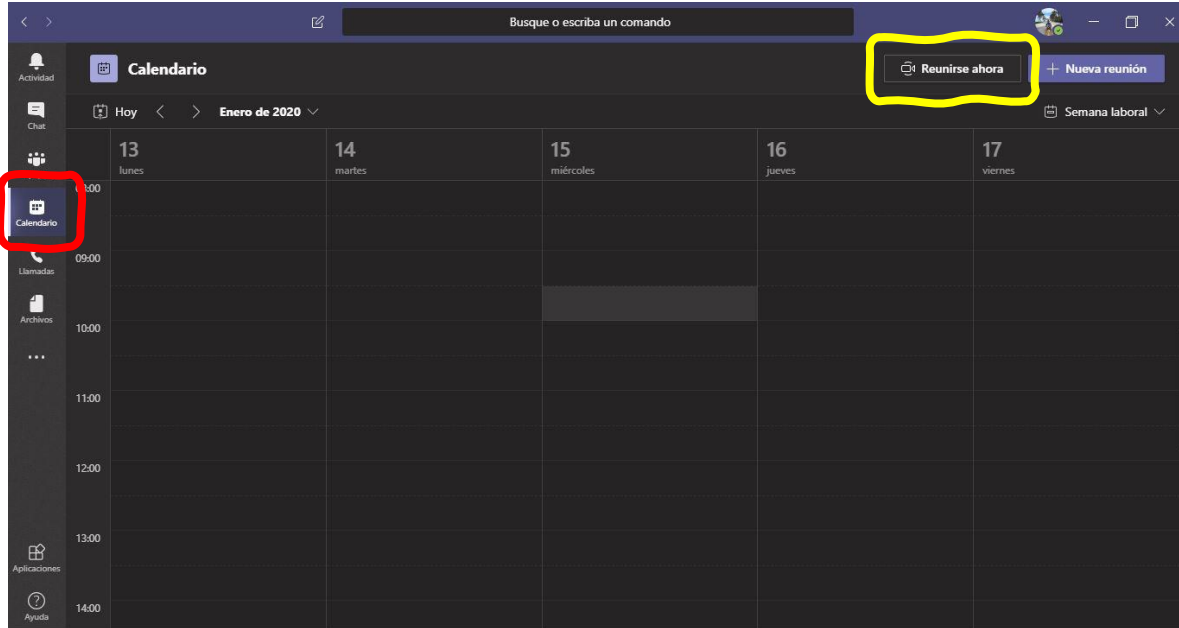 Busque o escriba un comando
Actividad
Calendario
Reunirse ahora
Nueva reunión
Chat
Hoy
Enero de 2020
Semana laboral
13
lunes
14
martes
15
miércoles
16
jueves
17
viernes
Calendario
09:00
Llamadas
Archivos
10:00
11:00
12:00
13:00
Aplicaciones
14:00
Ayuda